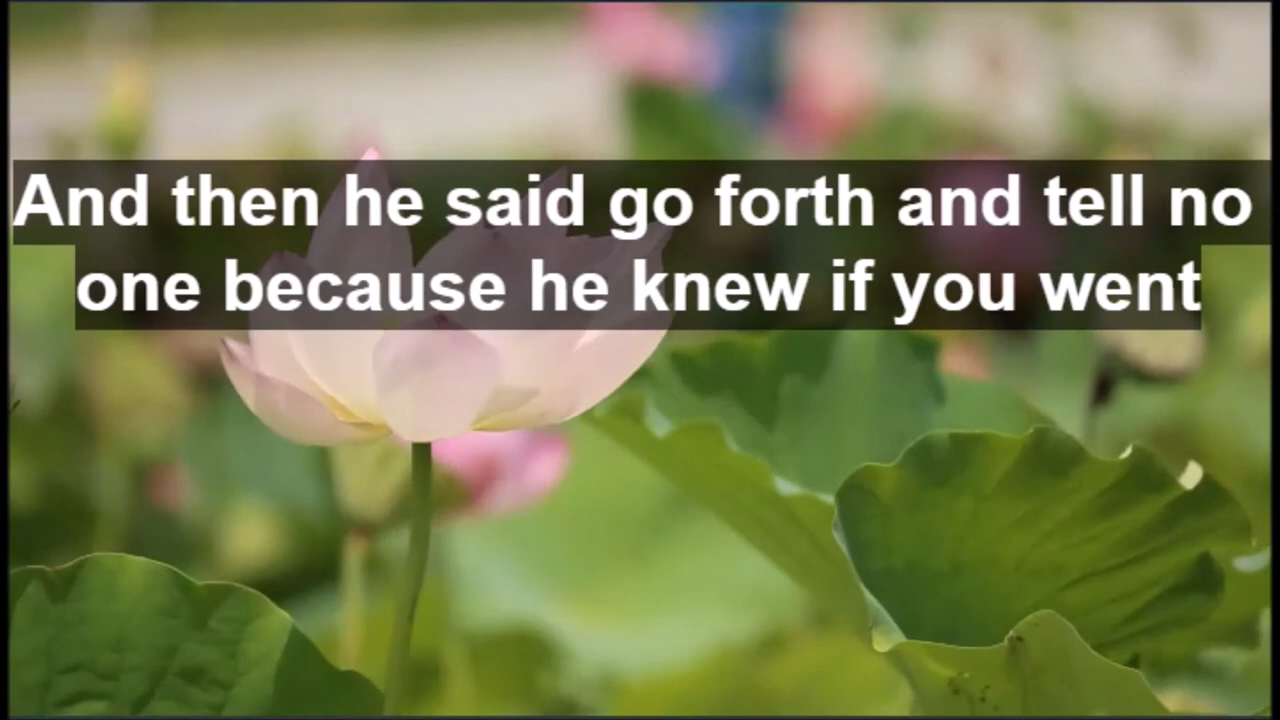 And then he said go forth and tell no
one because he knew if you went